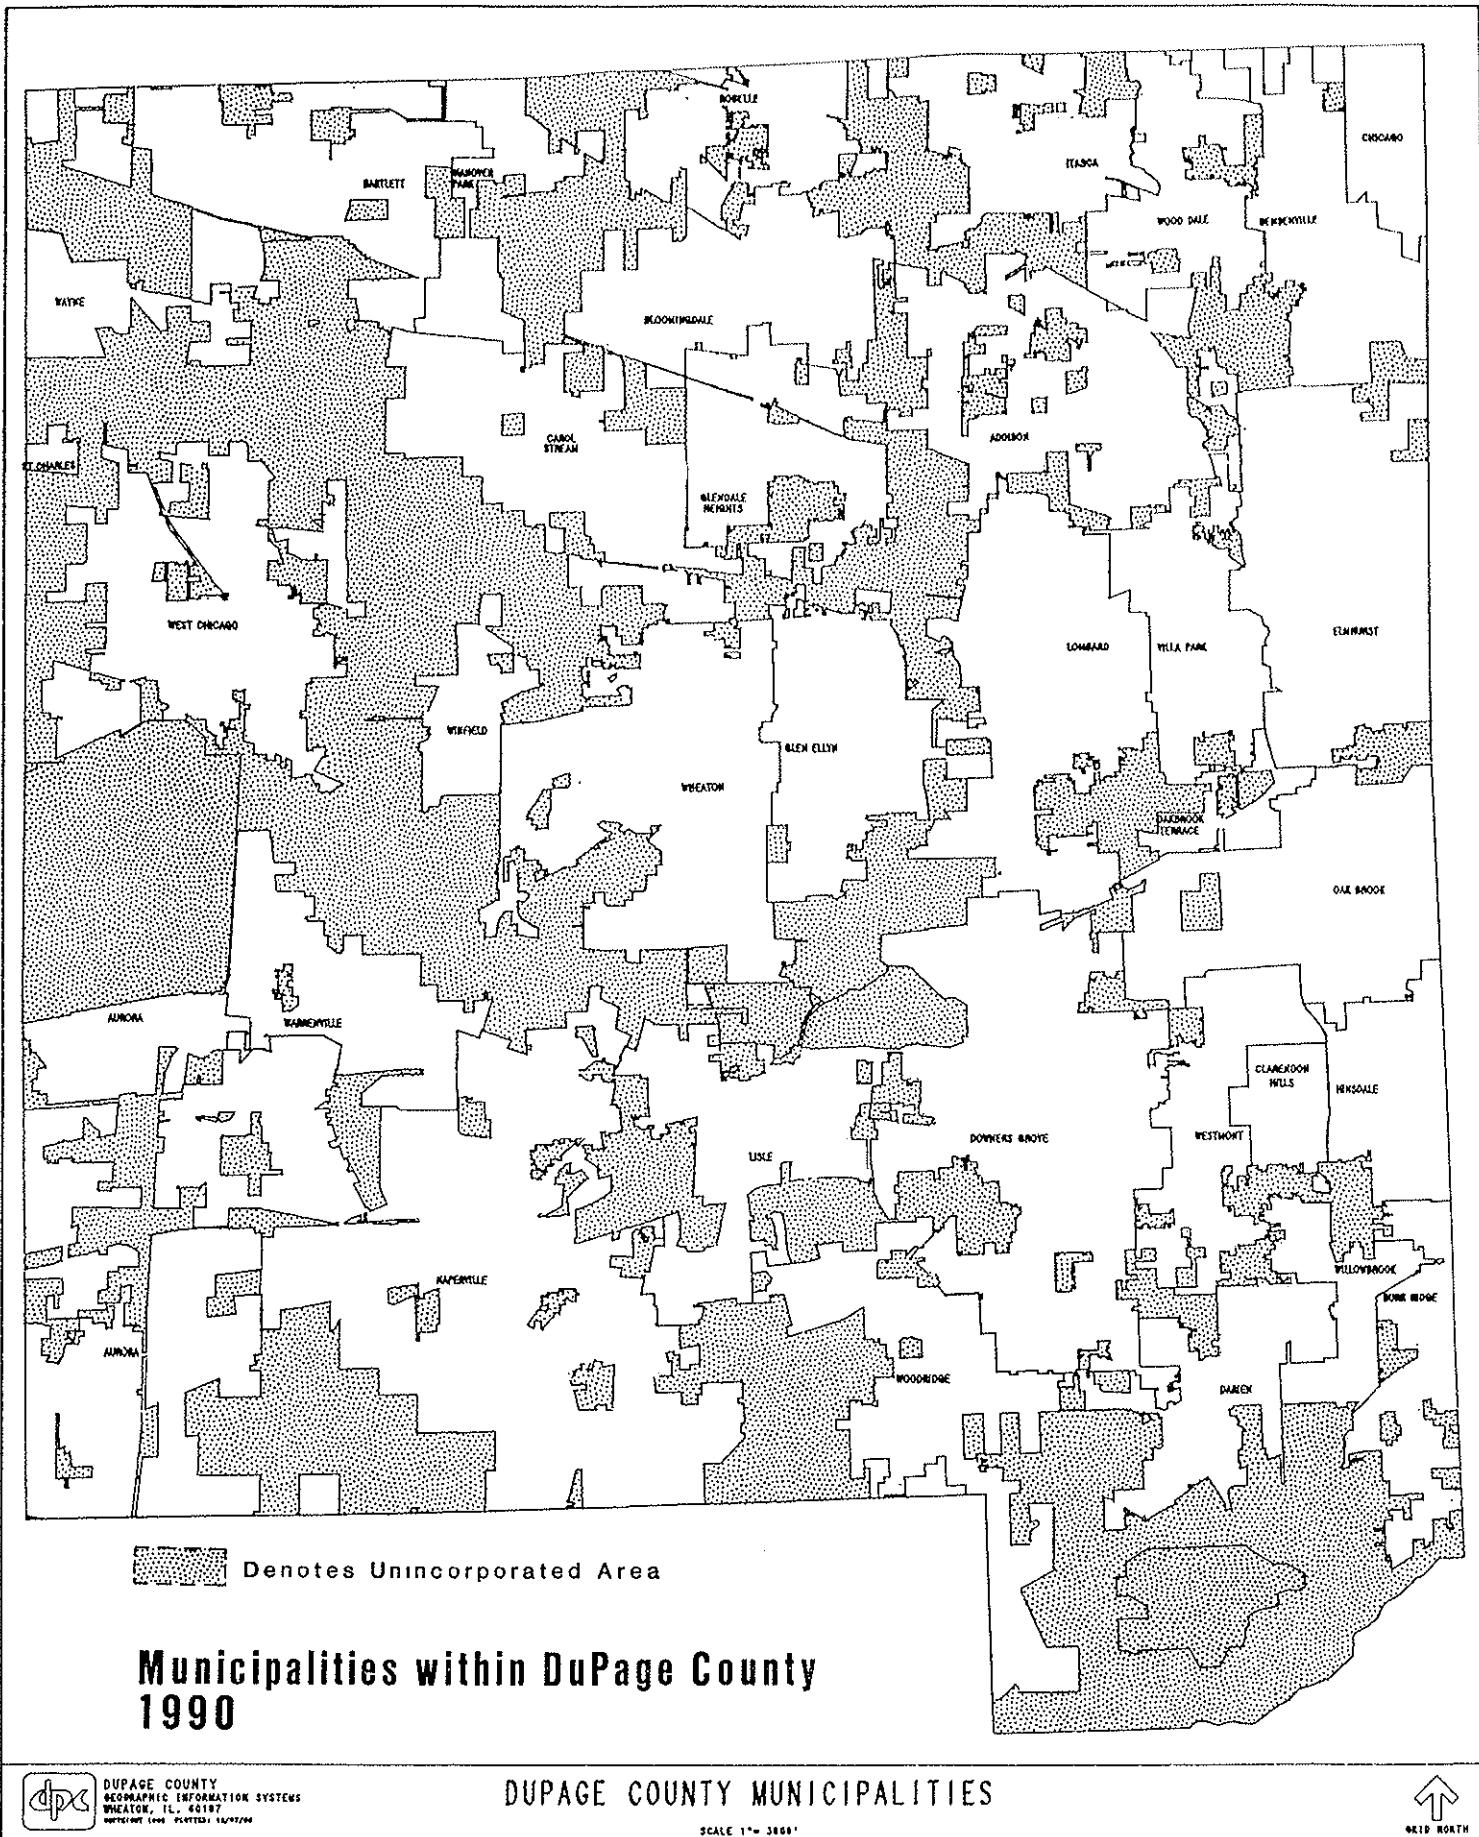 ROSELLE
CHICAGO
ITASCA
BARTLETT
HANOVER
PARK
WOOD DALE
BENSENVILLE
WAYNE
BLOOMINGDALE
ADDISON
CAROL
STREAM
ST CHARLES
GLENDALE
HEIGHTS
WEST CHICAGO
ELMHURST
LOMBARD
VILLA PARK
WINFIELD
GLEN ELLYN
WHEATON
OAKBROOK
TERRACE
OAK BROOK
AURORA
WARRENVILLE
CLARENDON
HILLS
HINSDALE
DOWNERS GROVE
WESTMONT
LISLE
WILLOWBROOK
NAPERVILLE
BURR RIDGE
AURORA
WOODRIDGE
DARIEN
Denotes Unincorporated Area
Municipalities within DuPage County
1990
dpc
DUPAGE COUNTY
GEOGRAPHIC INFORMATION SYSTEMS
WHEATON, IL. 60187
DUPAGE COUNTY MUNICIPALITIES
SCALE 1"=
GRID NORTH